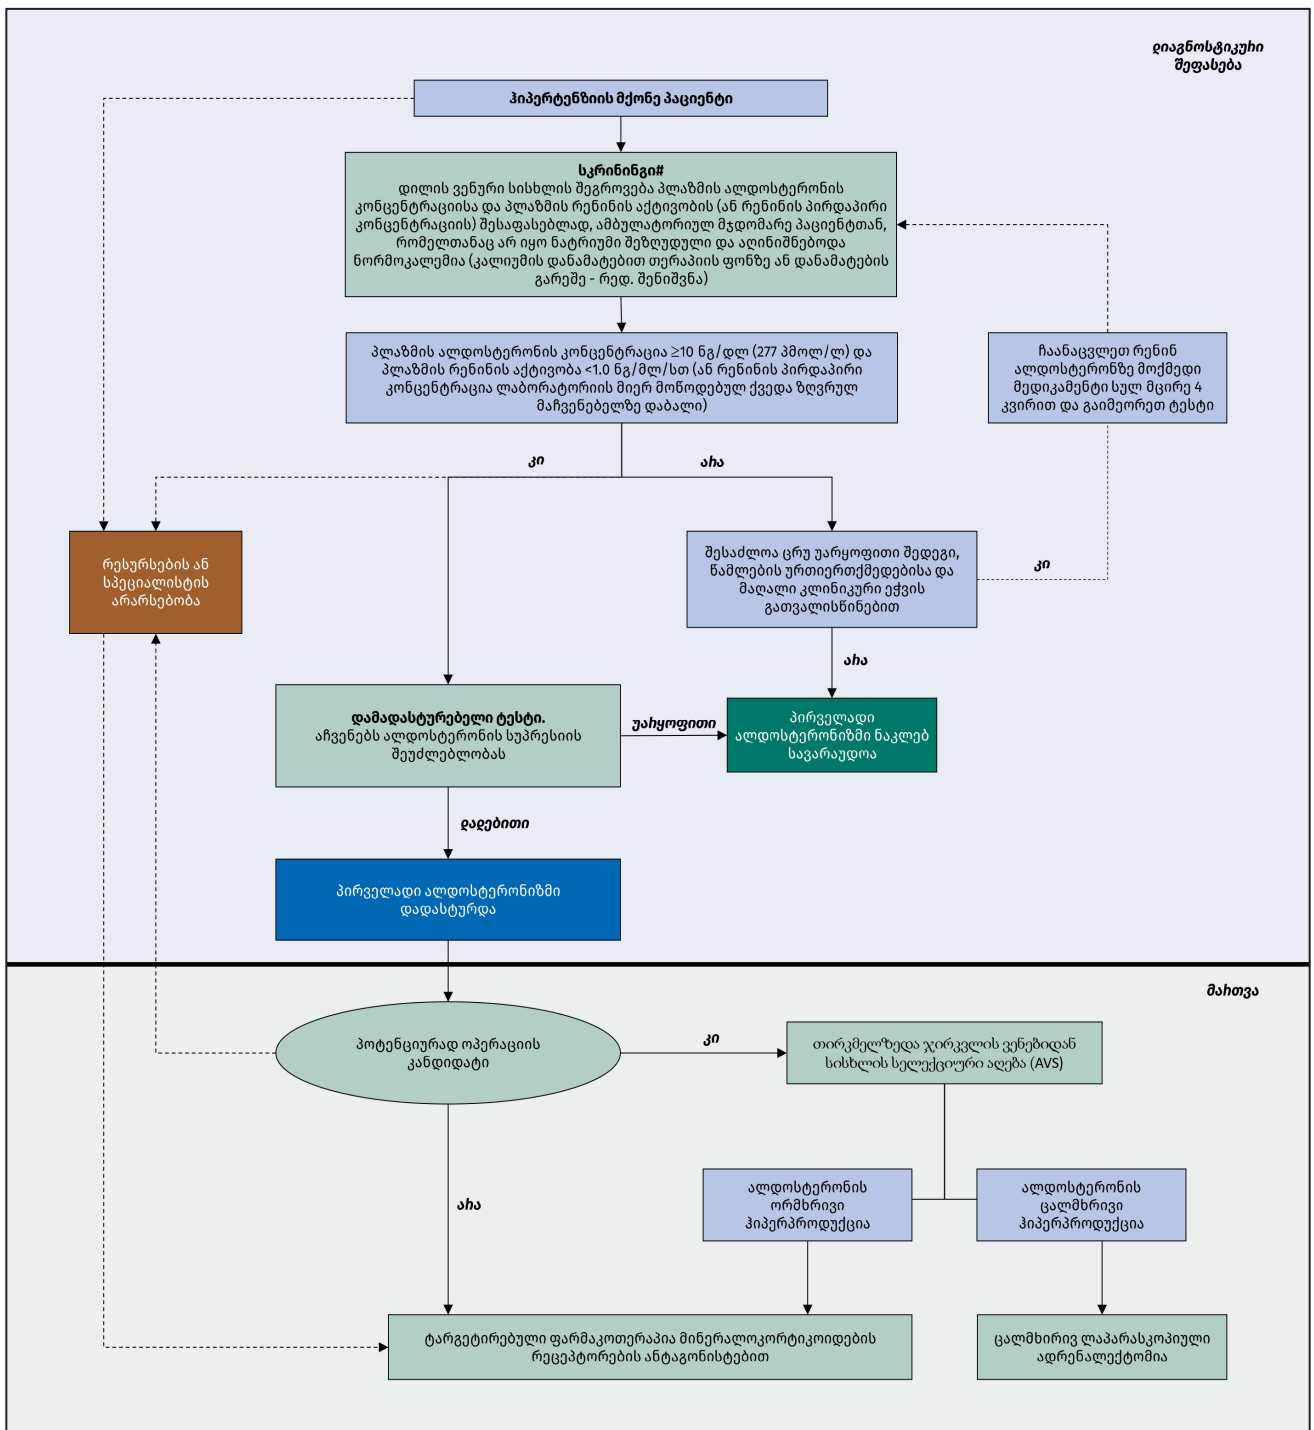 დიაგნოსტიკური
შეფასება
ჰიპერტენზიის მქონე პაციენტი
სკრინინგი#
დილის ვენური სისხლის შეგროვება პლაზმის ალდოსტერონის
კონცენტრაციისა და პლაზმის რენინის აქტივობის (ან რენინის პირდაპირი
კონცენტრაციის) შესაფასებლად, ამბულატორიულ მჯდომარე პაციენტთან,
რომელთანაც არ იყო ნატრიუმი შეზღუდული და აღინიშნებოდა
ნორმოკალემია (კალიუმის დანამატებით თერაპიის ფონზე ან დანამატების
გარეშე - რედ. შენიშვნა)
პლაზმის ალდოსტერონის კონცენტრაცია ≥10 ნგ/დლ (277 პმოლ/ლ) და
პლაზმის რენინის აქტივობა <1.0 ნგ/მლ/სთ (ან რენინის პირდაპირი
კონცენტრაცია ლაბორატორიის მიერ მოწოდებულ ქვედა ზღვრულ
მაჩვენებელზე დაბალი)
ჩაანაცვლეთ რენინ
ალდოსტერონზე მოქმედი
მედიკამენტი სულ მცირე 4
კვირით და გაიმეორეთ ტესტი
კი
არა
რესურსების ან
სპეციალისტის
არარსებობა
შესაძლოა ცრუ უარყოფითი შედეგი,
წამლების ურთიერთქმედებისა და
მაღალი კლინიკური ეჭვის
გათვალისწინებით
კი
არა
დამადასტურებელი ტესტი.
აჩვენებს ალდოსტერონის სუპრესიის
შეუძლებლობას
უარყოფითი
პირველადი
ალდოსტერონიზმი ნაკლებ
სავარაუდოა
დადებითი
პირველადი ალდოსტერონიზმი
დადასტურდა
მართვა
პოტენციურად ოპერაციის
კანდიდატი
კი
თირკმელზედა ჯირკვლის ვენებიდან
სისხლის სელექციური აღება (AVS)
არა
ალდოსტერონის
ორმხრივი
ჰიპერპროდუქცია
ალდოსტერონის
ცალმხრივი
ჰიპერპროდუქცია
ტარგეტირებული ფარმაკოთერაპია მინერალოკორტიკოიდების
რეცეპტორების ანტაგონისტებით
ცალმხირივ ლაპარასკოპიული
ადრენალექტომია